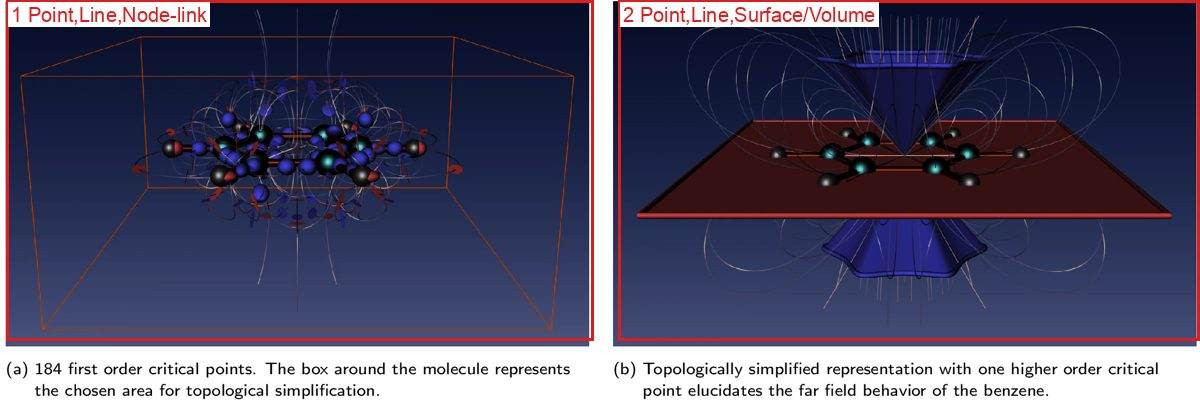 1 Point,Line,Node-link
2 Point,Line,Surface/Volume
(a) 184 first order critical points. The box around the molecule represents
the chosen area for topological simplification.
(b) Topologically simplified representation with one higher order critical
point elucidates the far field behavior of the benzene.